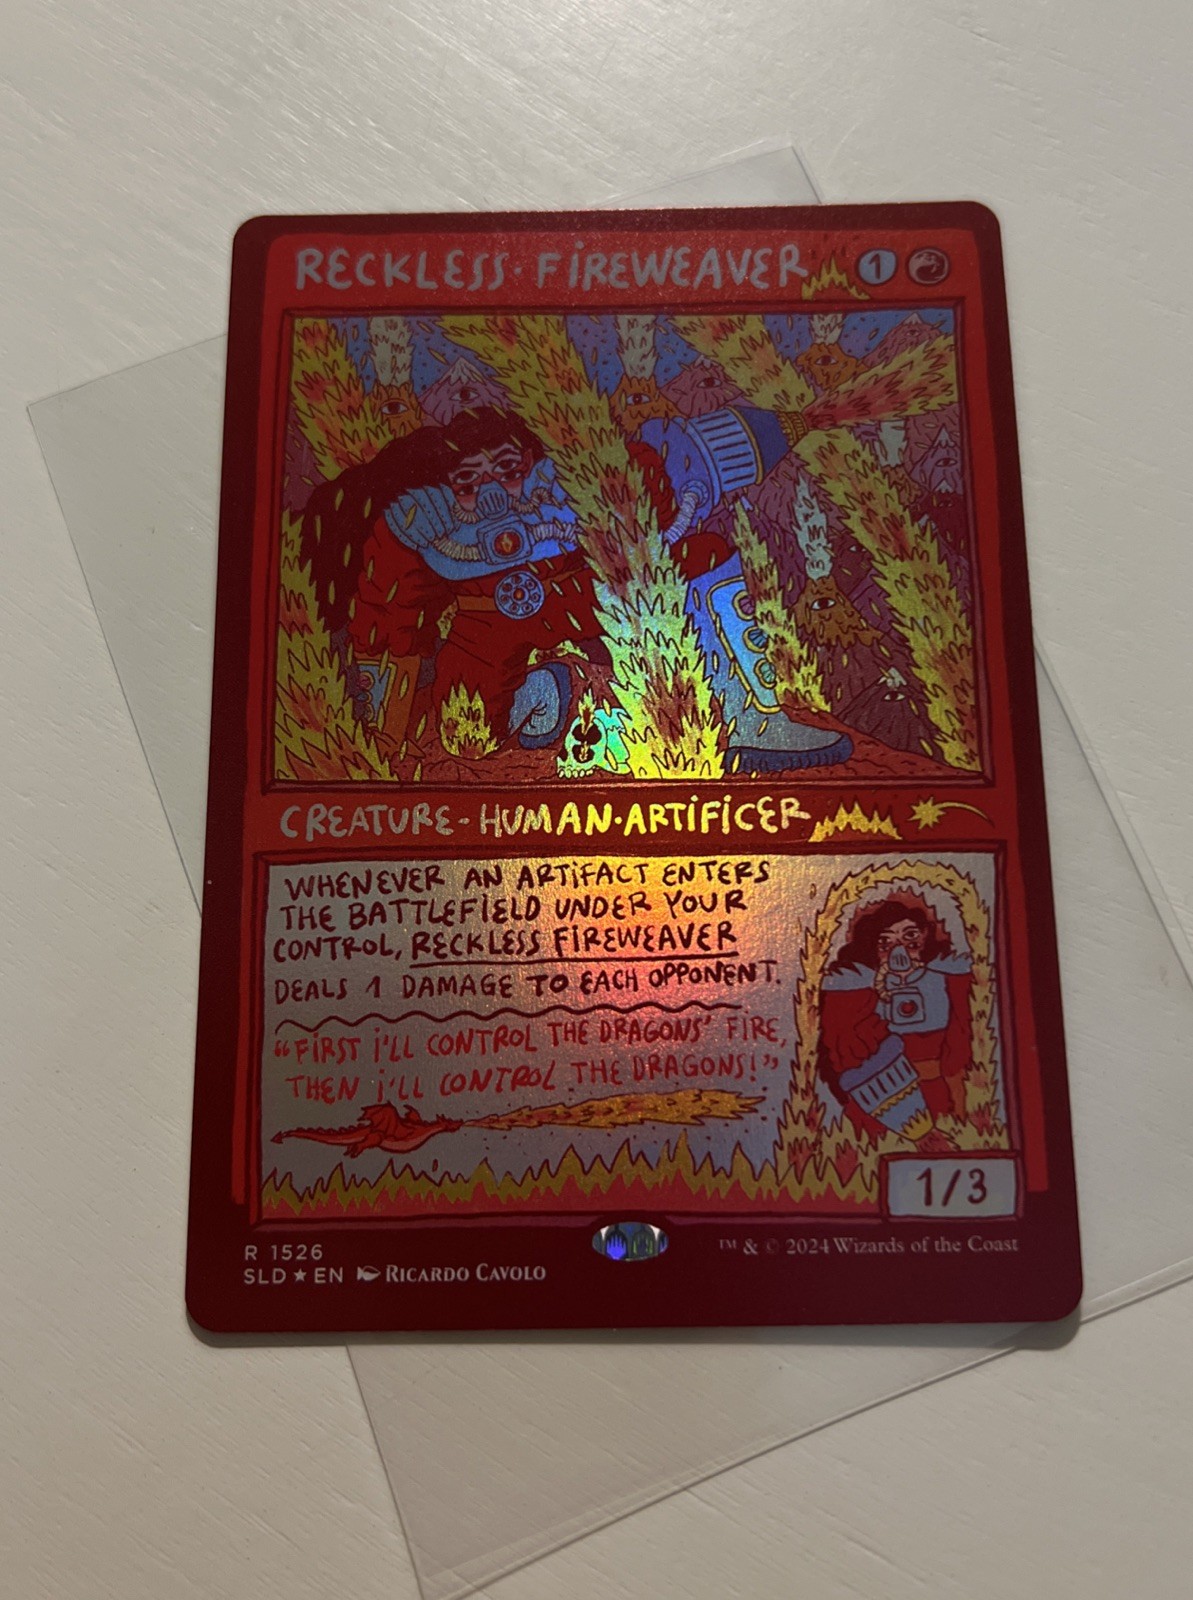 RECKLESS·FIREWEAVER 1
CREATURE-HUMAN·ARTIFICER
WHENEVER AN ARTIFACT ENTERS
THE BATTLEFIELD UNDER YOUR
CONTROL, RECKLESS FIREWEAVER
DEALS 1 DAMAGE TO EACH OPPONENT.
“FIRST I'LL CONTROL THE DRAGONS' FIRE,
THEN I'LL CONTROL THE DRAGONS!”
1/3
R 1526
SLD★EN RICARDO CAVOLO
™ & © 2024 Wizards of the Coast